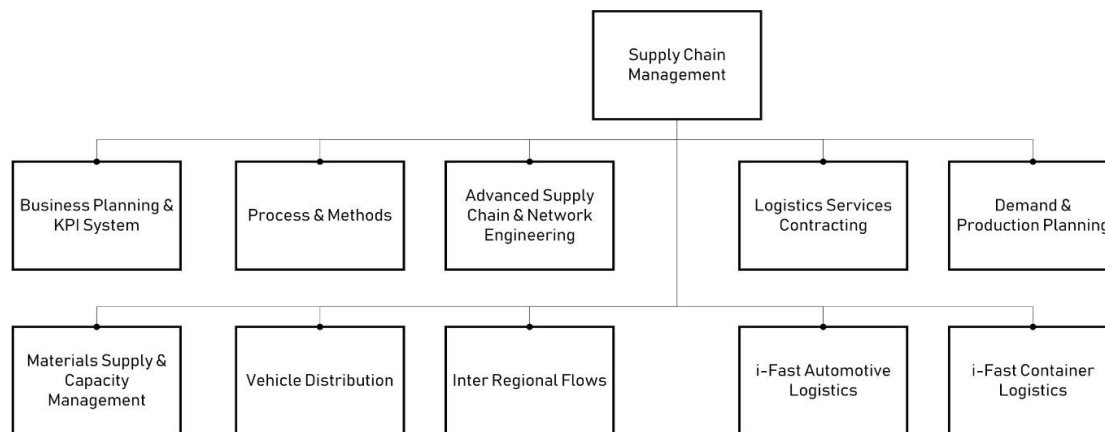 Supply Chain
Management
Business Planning &
KPI System
Process & Methods
Advanced Supply
Chain & Network
Engineering
Logistics Services
Contracting
Demand &
Production Planning
Materials Supply &
Capacity
Management
Vehicle Distribution
Inter Regional Flows
i-Fast Automotive
Logistics
i-Fast Container
Logistics